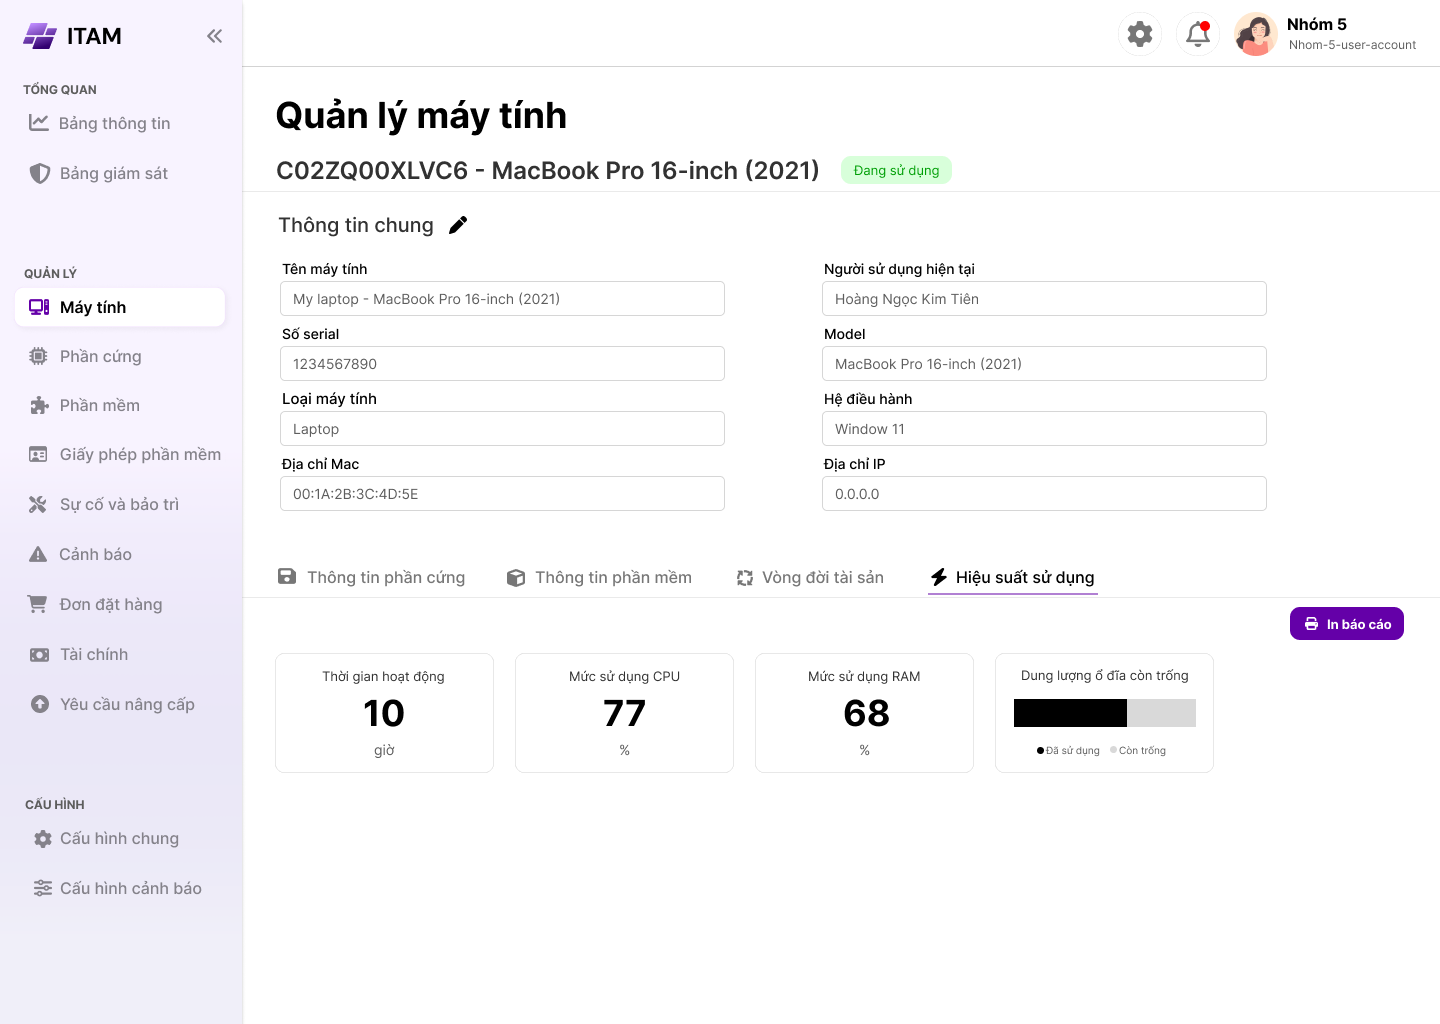 ITAM
TỔNG QUAN
Bảng thông tin
Bảng giám sát
QUẢN LÝ
Máy tính
Phần cứng
Phần mềm
Giấy phép phần mềm
Sự cố và bảo trì
Cảnh báo
Đơn đặt hàng
Tài chính
Yêu cầu nâng cấp
CẤU HÌNH
Cấu hình chung
Cấu hình cảnh báo
Nhóm 5
Nhom-5-user-account
Quản lý máy tính
C02ZQ00XLVC6 - MacBook Pro 16-inch (2021) Đang sử dụng
Thông tin chung
Tên máy tính
My laptop - MacBook Pro 16-inch (2021)
Người sử dụng hiện tại
Hoàng Ngọc Kim Tiên
Số serial
1234567890
Model
MacBook Pro 16-inch (2021)
Loại máy tính
Laptop
Hệ điều hành
Window 11
Địa chỉ Mac
00:1A:2B:3C:4D:5E
Địa chỉ IP
0.0.0.0
Thông tin phần cứng Thông tin phần mềm Vòng đời tài sản Hiệu suất sử dụng
In báo cáo
Thời gian hoạt động
10
giờ
Mức sử dụng CPU
77
%
Mức sử dụng RAM
68
%
Dung lượng ổ đĩa còn trống
Đã sử dụng Còn trống